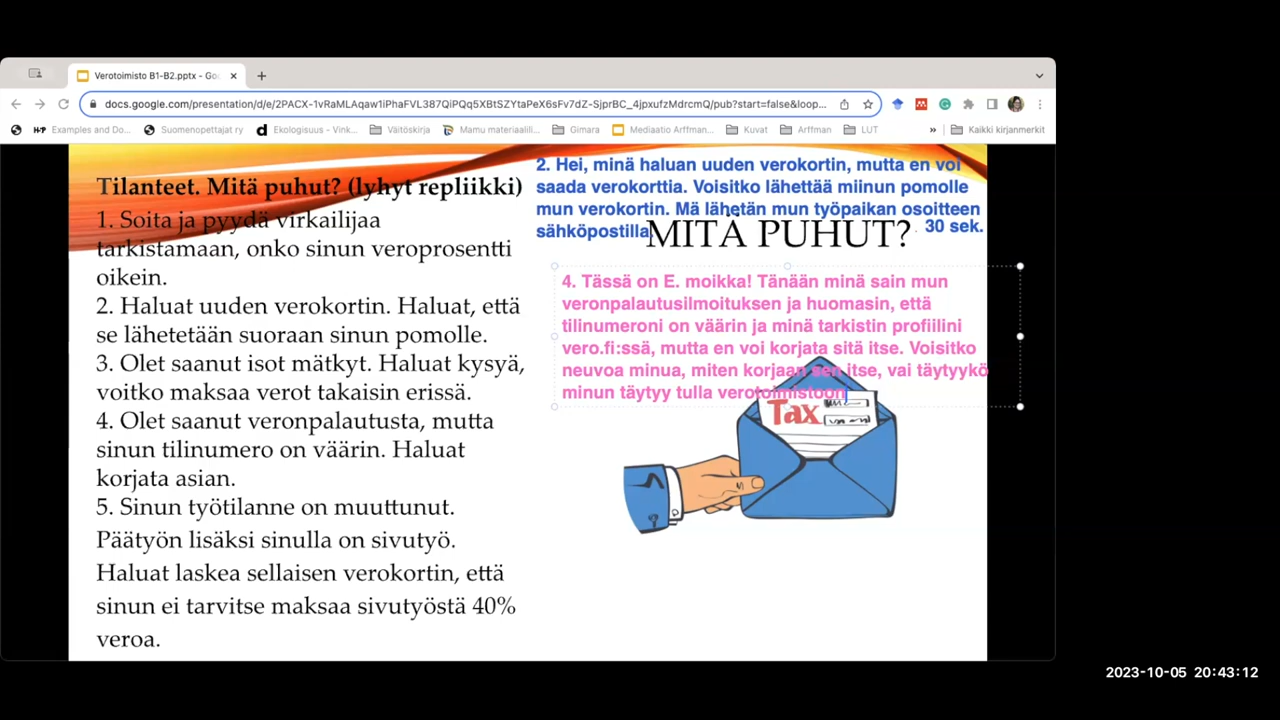 Verotoimisto B1-B2.pptx - Go
docs.google.com/presentation/d/e/2PACX-1vRaMLAqaw1iPhaFVL387QiPQq5XBtSZYtaPeX6sFv7dZ-SjprBC_4jpxufzMdrcmQ/pub?start=false&loop...
Examples and Do...
Suomenopettajat ry
Ekologisuus - Vink...
Väitöskirja
Mamu materiaalil...
Gimara
Mediaatio Arffman...
Kuvat
Arffman
LUT
Kaikki kirjanmerkit
Tilanteet. Mitä puhut? (lyhyt repliikki)
1. Soita ja pyydä virkailijaa
tarkistamaan, onko sinun veroprosentti
oikein.
2. Haluat uuden verokortin. Haluat, että
se lähetetään suoraan sinun pomolle.
3. Olet saanut isot mätkyt. Haluat kysyä,
voitko maksaa verot takaisin erissä.
4. Olet saanut veronpalautusta, mutta
sinun tilinumero on väärin. Haluat
korjata asian.
5. Sinun työtilanne on muuttunut.
Päätyön lisäksi sinulla on sivutyö.
Haluat laskea sellaisen verokortin, että
sinun ei tarvitse maksaa sivutyöstä 40%
veroa.
2. Hei, minä haluan uuden verokortin, mutta en voi
saada verokorttia. Voisitko lähettää miinun pomolle
mun verokortin. Mä lähetän mun työpaikan osoitteen
sähköpostilla
30 sek.
MITÄ PUHUT?
4. Tässä on E. moikka! Tänään minä sain mun
veronpalautusilmoituksen ja huomasin, että
tilinumeroni on väärin ja minä tarkistin profiilini
vero.fi:ssä, mutta en voi korjata sitä itse. Voisitko
neuvoa minua, miten korjaan sen itse, vai täytyykö
minun täytyy tulla verotoimistoon
Tax
2023-10-05 20:43:12